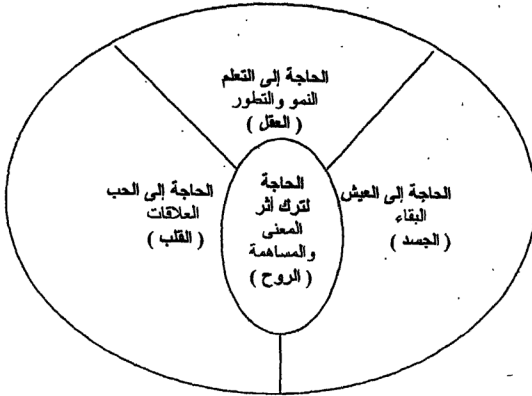 الحاجة إلى التعلم
النمو والتطور
( العقل )
الحاجة إلى العيش
البقاء
( الجسد )
الحاجة
لترك أثر
المعنى
والمساهمة
( الروح )
الحاجة إلى الحب
العلاقات
( القلب )